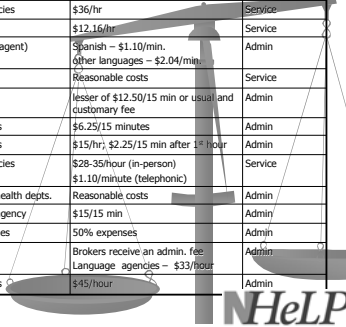 cies $36/hr Service
$12.16/hr Service
agent) Spanish – $1.10/min. Admin
other languages – $2.04/min.
Reasonable costs Service
lesser of $12.50/15 min or usual and Admin
customary fee
s $6.25/15 minutes Admin
s $15/hr; $2.25/15 min after 1st hour Admin
cies $28-35/hour (in-person) Service
$1.10/minute (telephonic)
ealth depts. Reasonable costs Admin
gency $15/15 min Admin
es 50% expenses Admin
Brokers receive an admin. fee Admin
Language agencies – $33/hour
s $45/hour Admin
NHeLP